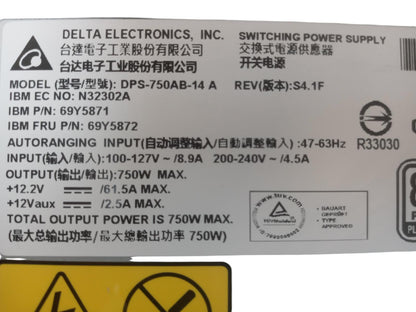 DELTA ELECTRONICS, INC.
台達電子工業股份有限公司
台达电子工业股份有限公司
SWITCHING POWER SUPPLY
交換式電源供應器
开关电源
MODEL (型号/型號): DPS-750AB-14 A REV(版本):S4.1F
IBM EC NO: N32302A
IBM P/N: 69Y5871
IBM FRU P/N: 69Y5872
AUTORANGING INPUT(自动调整输入/自動調整輸入):47-63Hz
INPUT(输入/輸入):100-127V~/8.9A 200-240V~/4.5A
OUTPUT(输出/輸出):750W MAX.
+12.2V /61.5A MAX
+12Vaux /2.5A MAX
TOTAL OUTPUT POWER IS 750W MAX.
(最大总输出功率/最大總輸出功率 750W)
R33030
BAUART
GEPRÜFT
TYPE
APPROVED